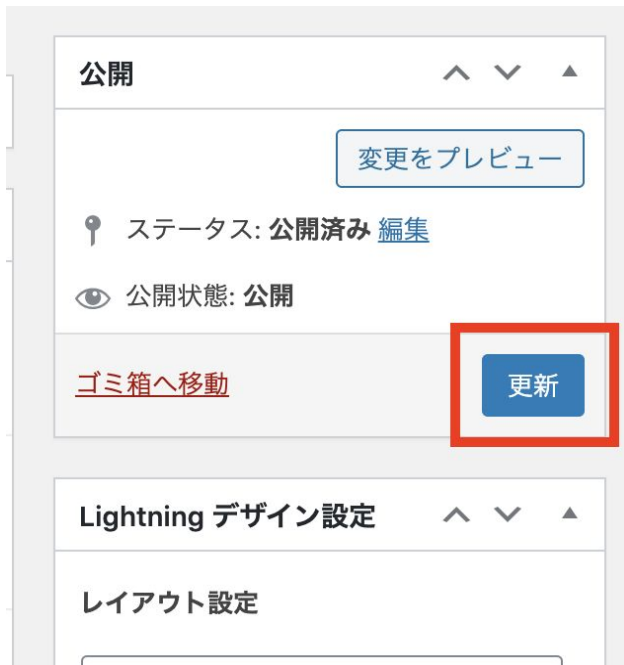 公開
変更をプレビュー
ステータス: 公開済み 編集
公開状態: 公開
ゴミ箱へ移動
更新
Lightning デザイン設定
レイアウト設定